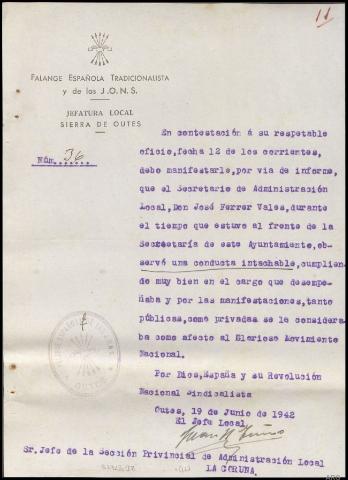 11
FALANGE ESPAÑOLA TRADICIONALISTA
y de las J.O.N.S.
JEFATURA LOCAL
SIERRA DE OUTES
Núm. 36
En contestación á su respetable
oficio, fecha 12 de los corrientes,
debo manifestarle, por via de informe,
que el Secretario de Administración
Local, Don José Ferrer Vales, durante
el tiempo que estuvo al frente de la
Secretaría de este Ayuntamiento, ob-
servó una conducta intachable, cumplien-
do muy bien en el cargo que desempe-
ñaba y por las manifestaciones, tanto
públicas, como privadas se le considera-
ba como afecto al Glorioso Movimiento
Nacional.
Por Dios, España y su Revolución
Nacional Sindicalista
Outes, 19 de Junio de 1942
El Jefe Local
Sr. Jefe de la Sección Provincial de Administración Local
LA CORUÑA.
OUTES